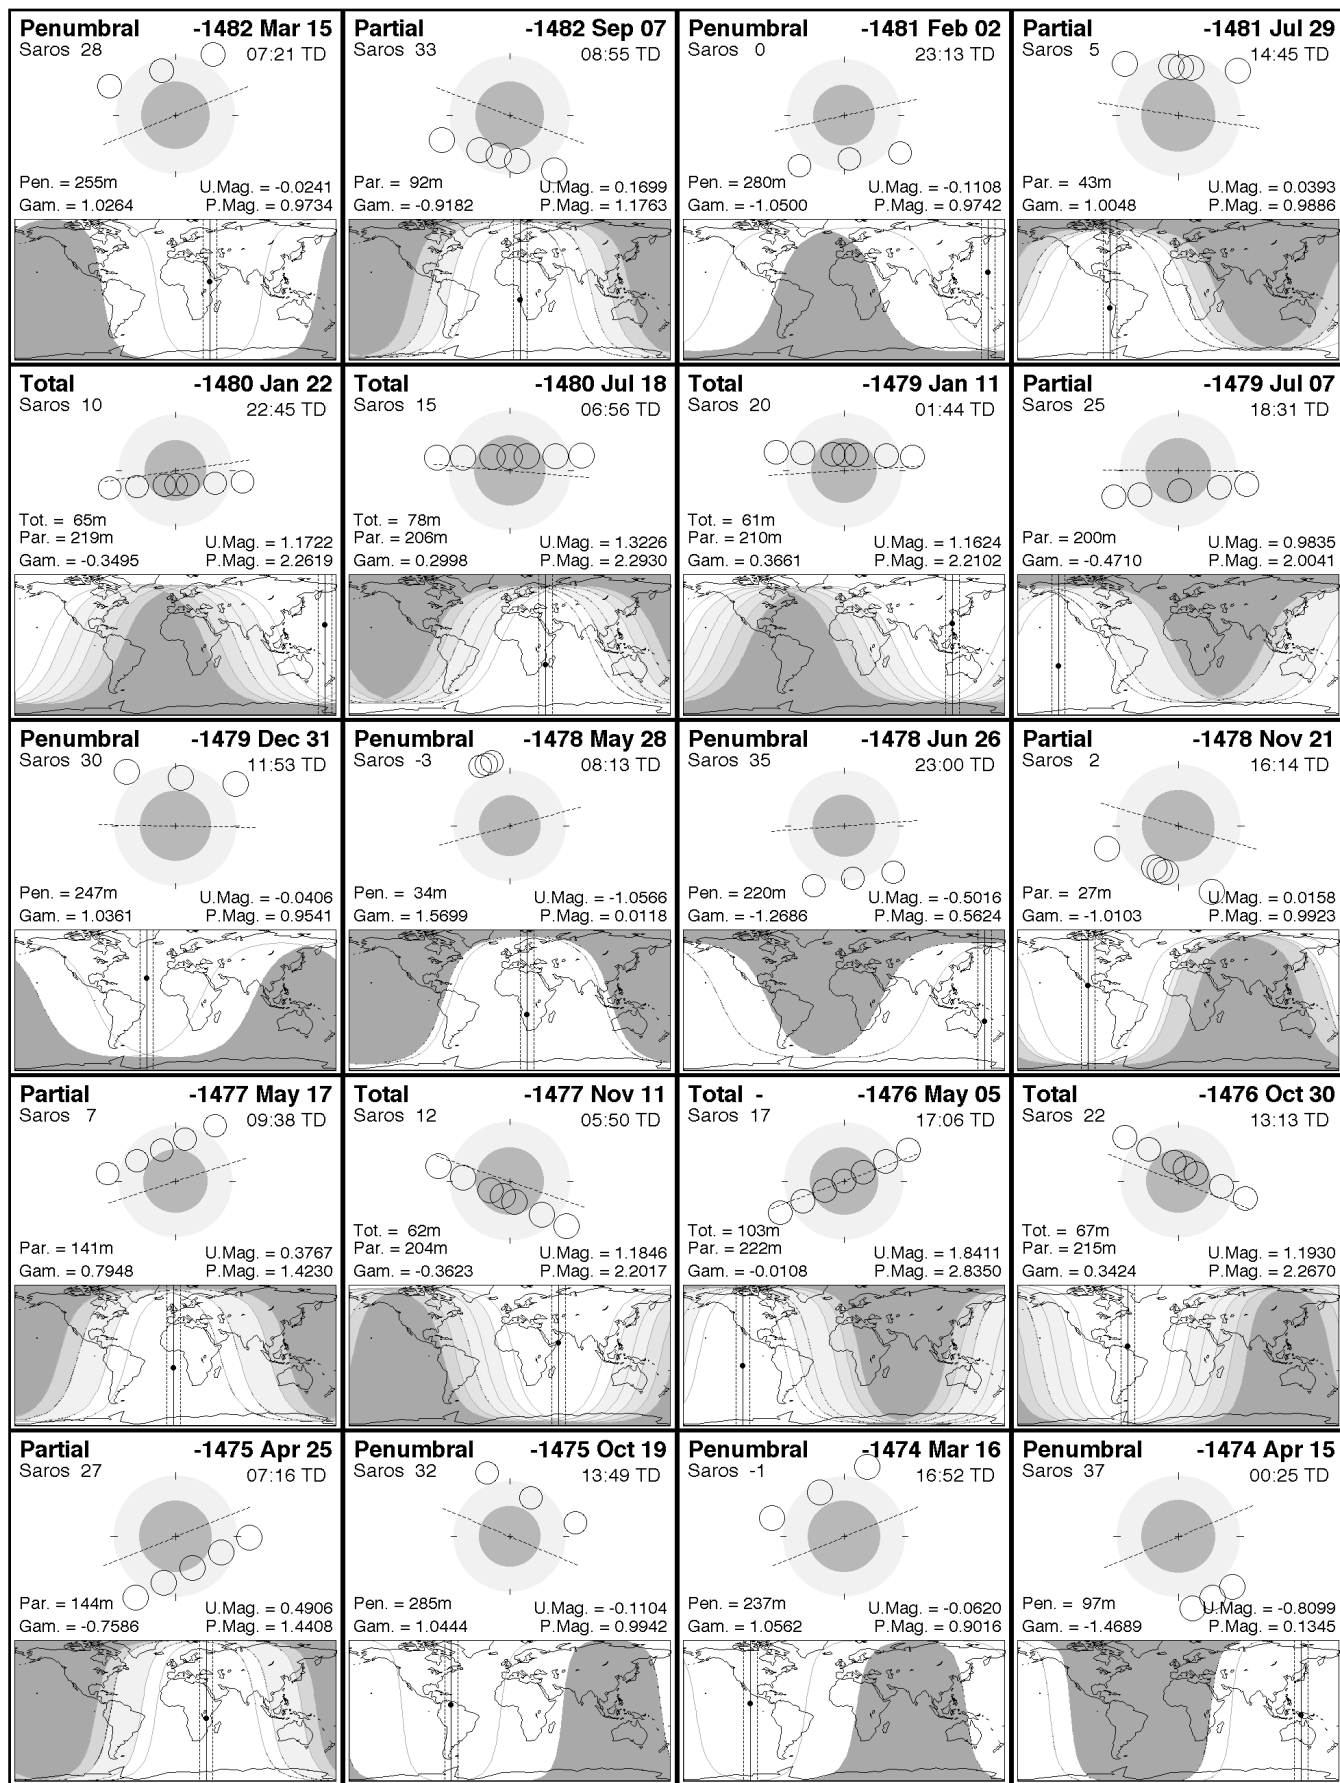 Penumbral -1482 Mar 15
Saros 28 07:21 TD
Pen. = 255m U.Mag. = -0.0241
Gam. = 1.0264 P.Mag. = 0.9734
Partial -1482 Sep 07
Saros 33 08:55 TD
Par. = 92m U.Mag. = 0.1699
Gam. = -0.9182 P.Mag. = 1.1763
Penumbral -1481 Feb 02
Saros 0 23:13 TD
Pen. = 280m U.Mag. = -0.1108
Gam. = -1.0500 P.Mag. = 0.9742
Partial -1481 Jul 29
Saros 5 14:45 TD
Par. = 43m U.Mag. = 0.0393
Gam. = 1.0048 P.Mag. = 0.9886
Total -1480 Jan 22
Saros 10 22:45 TD
Tot. = 65m
Par. = 219m U.Mag. = 1.1722
Gam. = -0.3495 P.Mag. = 2.2619
Total -1480 Jul 18
Saros 15 06:56 TD
Tot. = 78m
Par. = 206m U.Mag. = 1.3226
Gam. = 0.2998 P.Mag. = 2.2930
Total -1479 Jan 11
Saros 20 01:44 TD
Tot. = 61m
Par. = 210m U.Mag. = 1.1624
Gam. = 0.3661 P.Mag. = 2.2102
Partial -1479 Jul 07
Saros 25 18:31 TD
Par. = 200m U.Mag. = 0.9835
Gam. = -0.4710 P.Mag. = 2.0041
Penumbral -1479 Dec 31
Saros 30 11:53 TD
Pen. = 247m U.Mag. = -0.0406
Gam. = 1.0361 P.Mag. = 0.9541
Penumbral -1478 May 28
Saros -3 08:13 TD
Pen. = 34m U.Mag. = -1.0566
Gam. = 1.5699 P.Mag. = 0.0118
Penumbral -1478 Jun 26
Saros 35 23:00 TD
Pen. = 220m U.Mag. = -0.5016
Gam. = -1.2686 P.Mag. = 0.5624
Partial -1478 Nov 21
Saros 2 16:14 TD
Par. = 27m U.Mag. = 0.0158
Gam. = -1.0103 P.Mag. = 0.9923
Partial -1477 May 17
Saros 7 09:38 TD
Par. = 141m U.Mag. = 0.3767
Gam. = 0.7948 P.Mag. = 1.4230
Total -1477 Nov 11
Saros 12 05:50 TD
Tot. = 62m
Par. = 204m U.Mag. = 1.1846
Gam. = -0.3623 P.Mag. = 2.2017
Total - -1476 May 05
Saros 17 17:06 TD
Tot. = 103m
Par. = 222m U.Mag. = 1.8411
Gam. = -0.0108 P.Mag. = 2.8350
Total -1476 Oct 30
Saros 22 13:13 TD
Tot. = 67m
Par. = 215m U.Mag. = 1.1930
Gam. = 0.3424 P.Mag. = 2.2670
Partial -1475 Apr 25
Saros 27 07:16 TD
Par. = 144m U.Mag. = 0.4906
Gam. = -0.7586 P.Mag. = 1.4408
Penumbral -1475 Oct 19
Saros 32 13:49 TD
Pen. = 285m U.Mag. = -0.1104
Gam. = 1.0444 P.Mag. = 0.9942
Penumbral -1474 Mar 16
Saros -1 16:52 TD
Pen. = 237m U.Mag. = -0.0620
Gam. = 1.0562 P.Mag. = 0.9016
Penumbral -1474 Apr 15
Saros 37 00:25 TD
Pen. = 97m U.Mag. = -0.8099
Gam. = -1.4689 P.Mag. = 0.1345